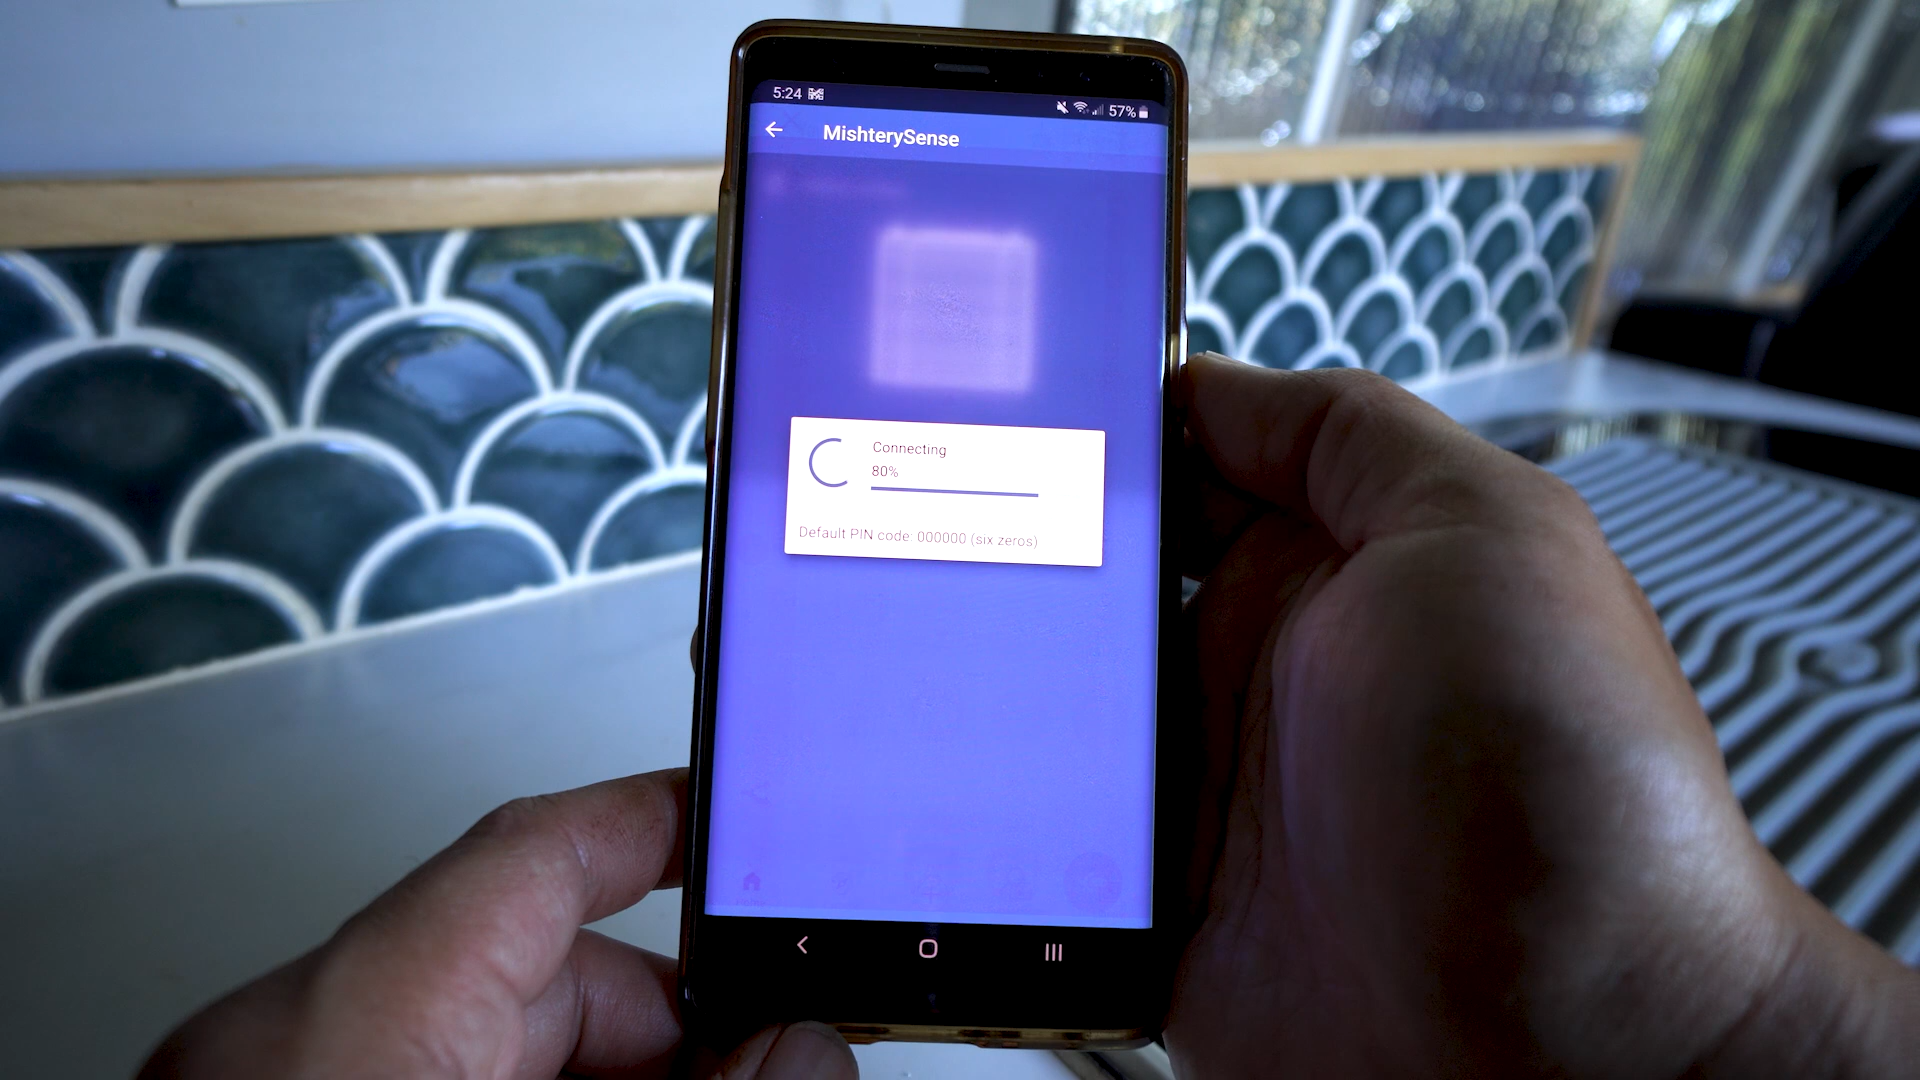 5:24
57%
MishterySense
Connecting
80%
Default PIN code: 000000 (six zeros)